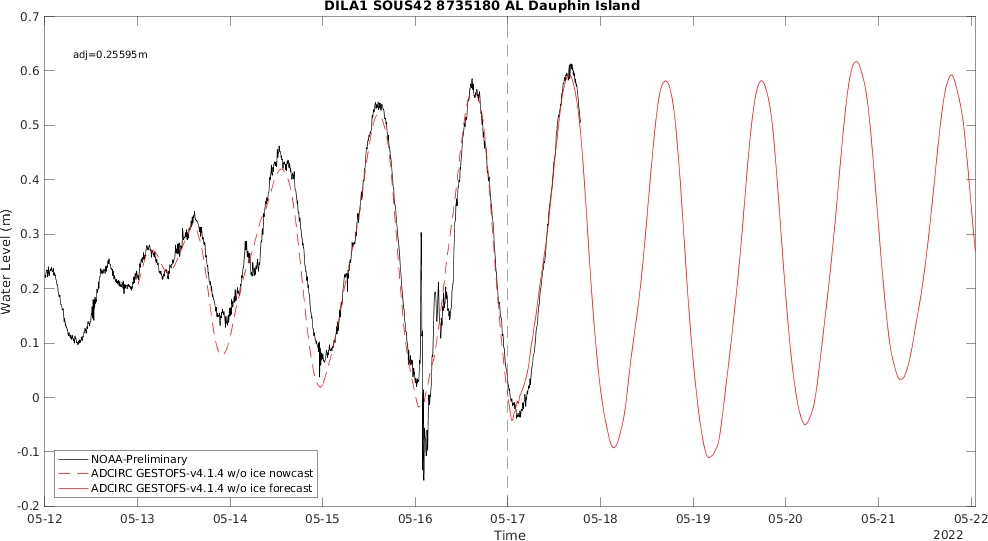 DILA1 SOUS42 8735180 AL Dauphin Island
0.7
adj=0.25595m
0.6
0.5
0.4
0.3
0.2
0.1
0
-0.1
-0.2
Water Level (m)
NOAA-Preliminary
ADCIRC GESTOFS-v4.1.4 w/o ice nowcast
ADCIRC GESTOFS-v4.1.4 w/o ice forecast
05-12 05-13 05-14 05-15 05-16 05-17 05-18 05-19 05-20 05-21 05-22
Time
2022